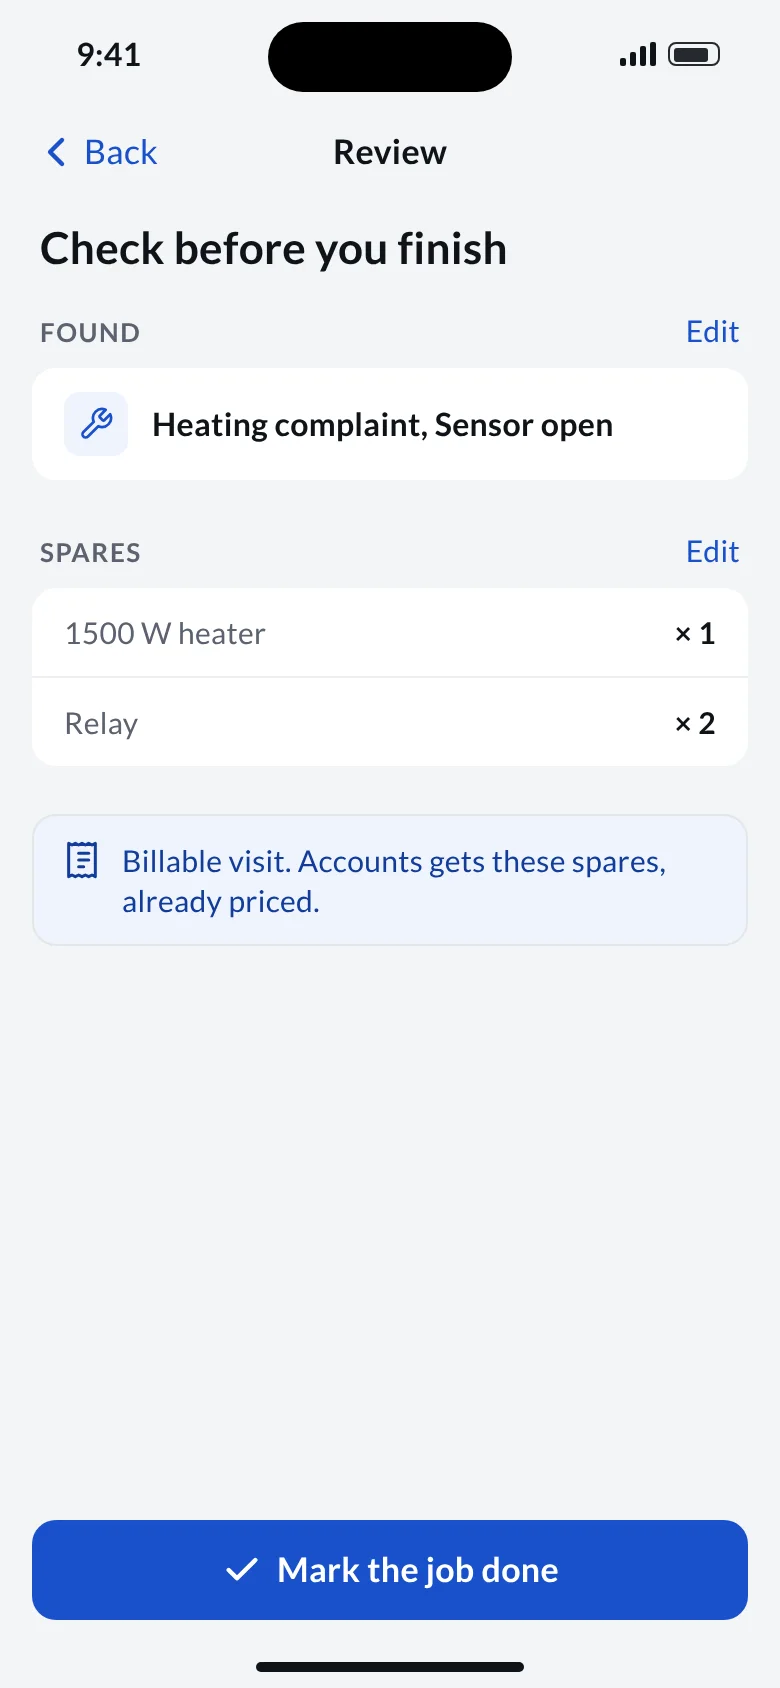 9:41
Back
Review
Check before you finish
FOUND
Edit
Heating complaint, Sensor open
SPARES
Edit
1500 W heater × 1
Relay × 2
Billable visit. Accounts gets these spares,
already priced.
Mark the job done